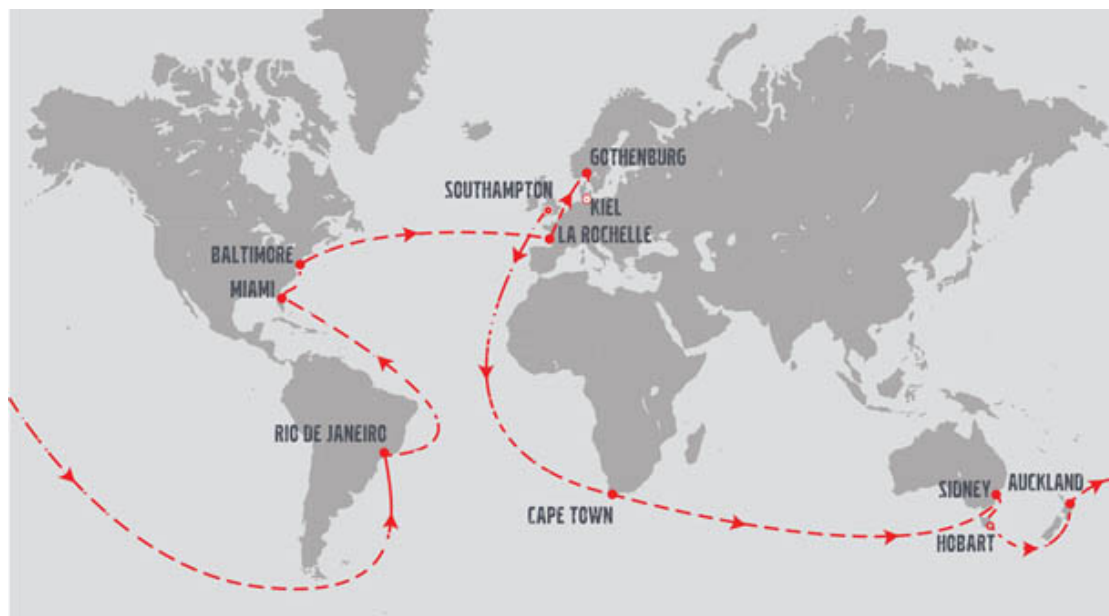 GOTHENBURG
SOUTHAMPTON
KIEL
LA ROCHELLE
BALTIMORE
MIAMI
RIO DE JANEIRO
SIDNEY
AUCKLAND
CAPE TOWN
HOBART